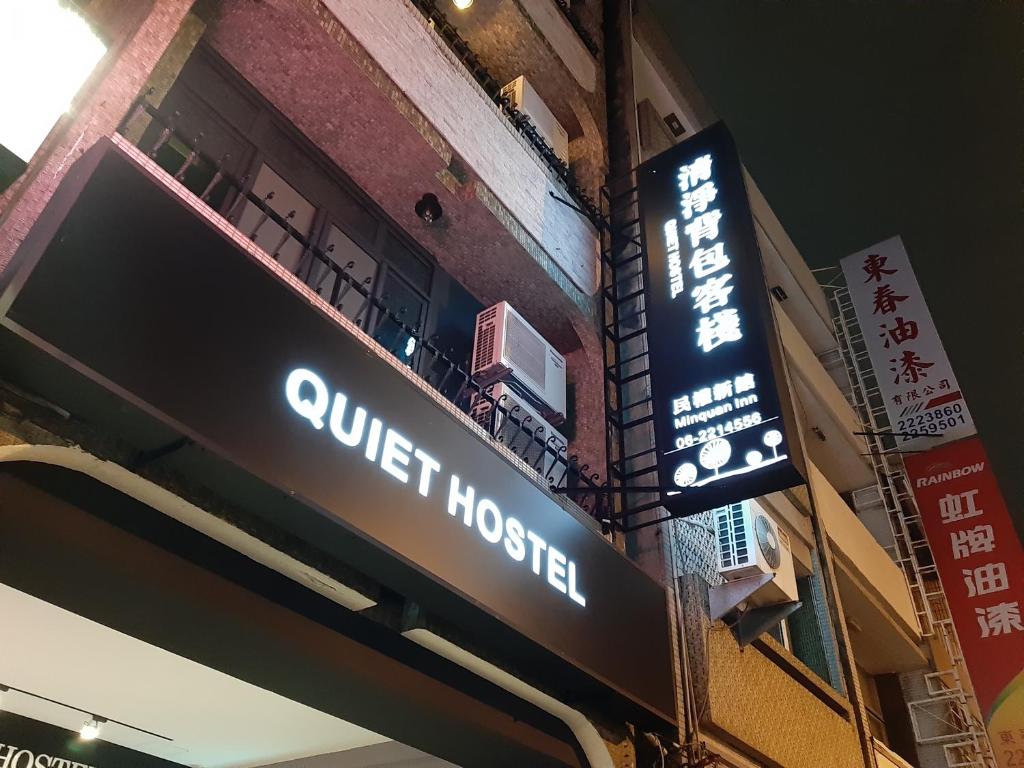 QUIET HOSTEL
清淨背包客棧
QUIET HOSTEL
民權新館
Minquan Inn
06-2214556
東春油漆
有限公司
2223860
2259501
RAINBOW
虹牌油漆
HOSTEL